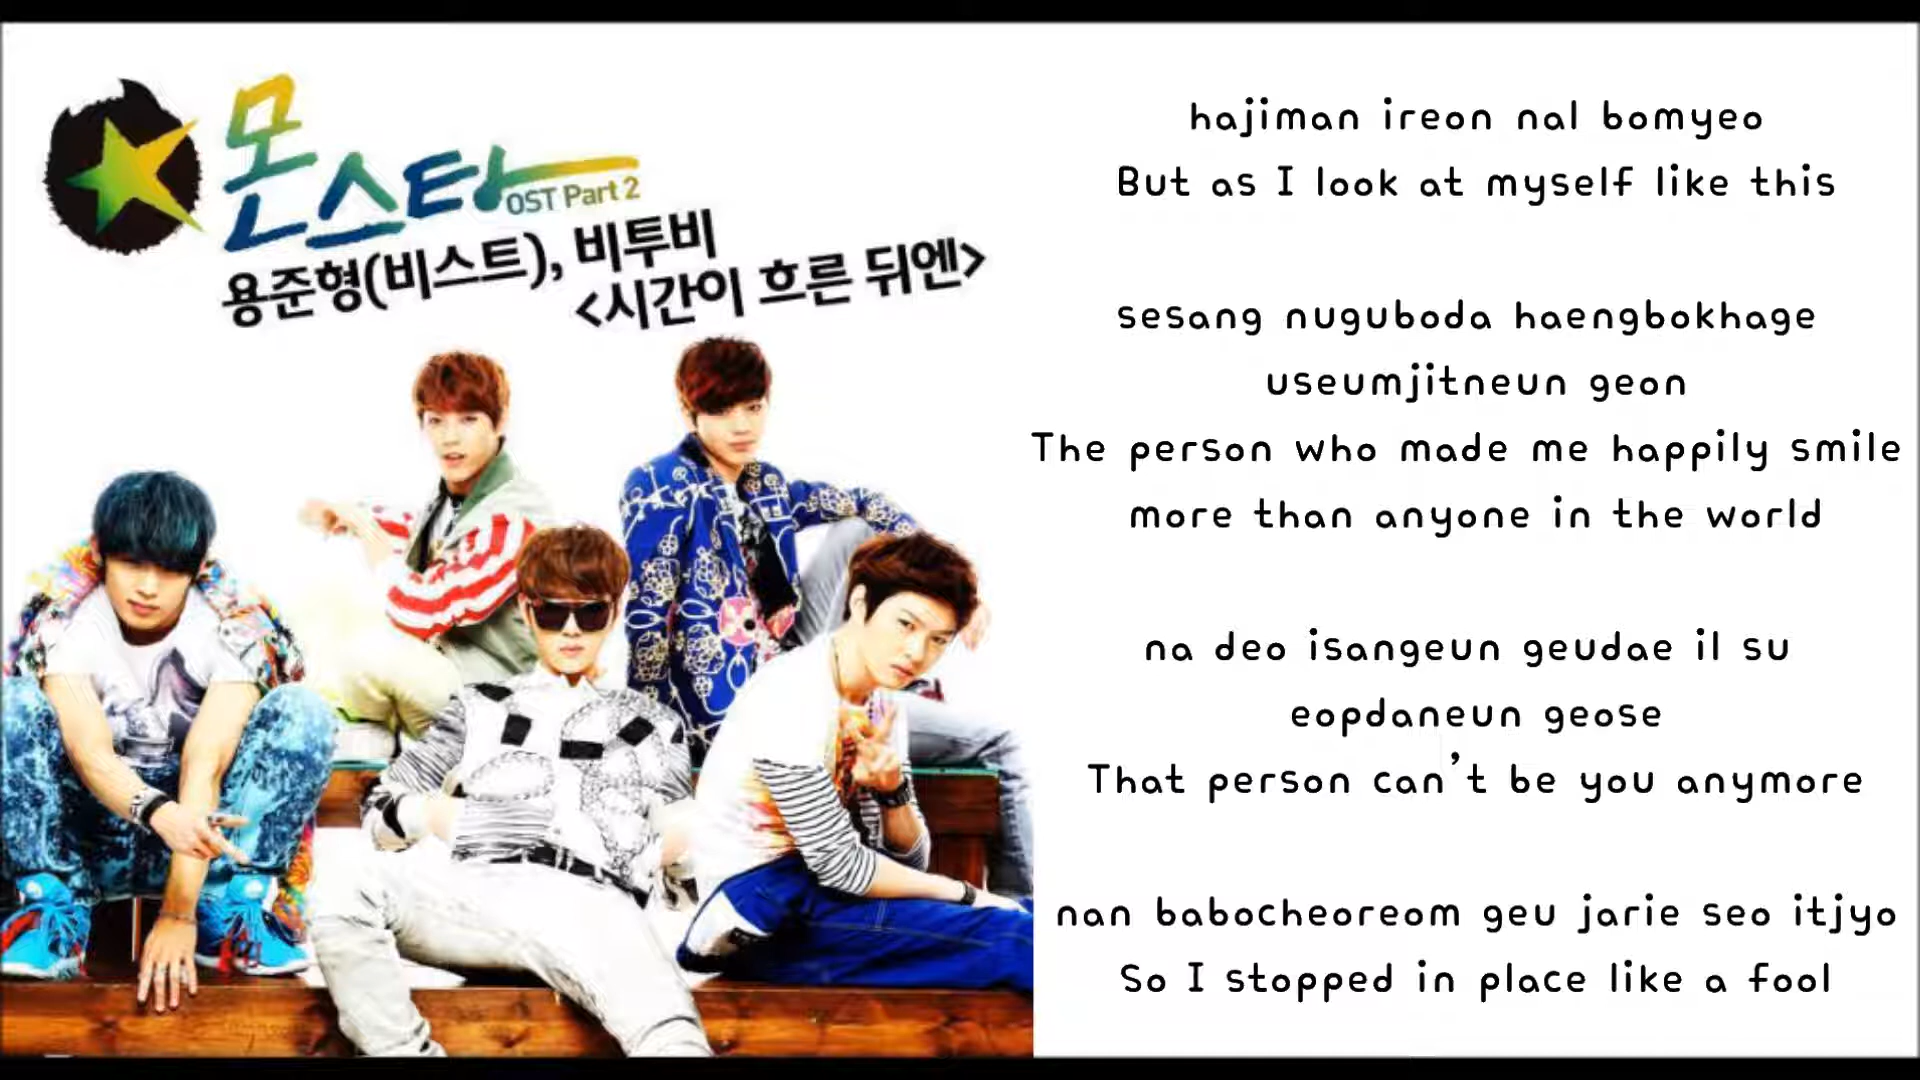 몬스타
OST Part 2
용준형(비스트), 비투비
<시간이 흐른 뒤엔>
hajiman ireon nal bomyeo
But as I look at myself like this
sesang nuguboda haengbokhage
useumjitneun geon
The person who made me happily smile
more than anyone in the world
na deo isangeun geudae il su
eopdaneun geose
That person can't be you anymore
nan babocheoreom geu jarie seo itjyo
So I stopped in place like a fool